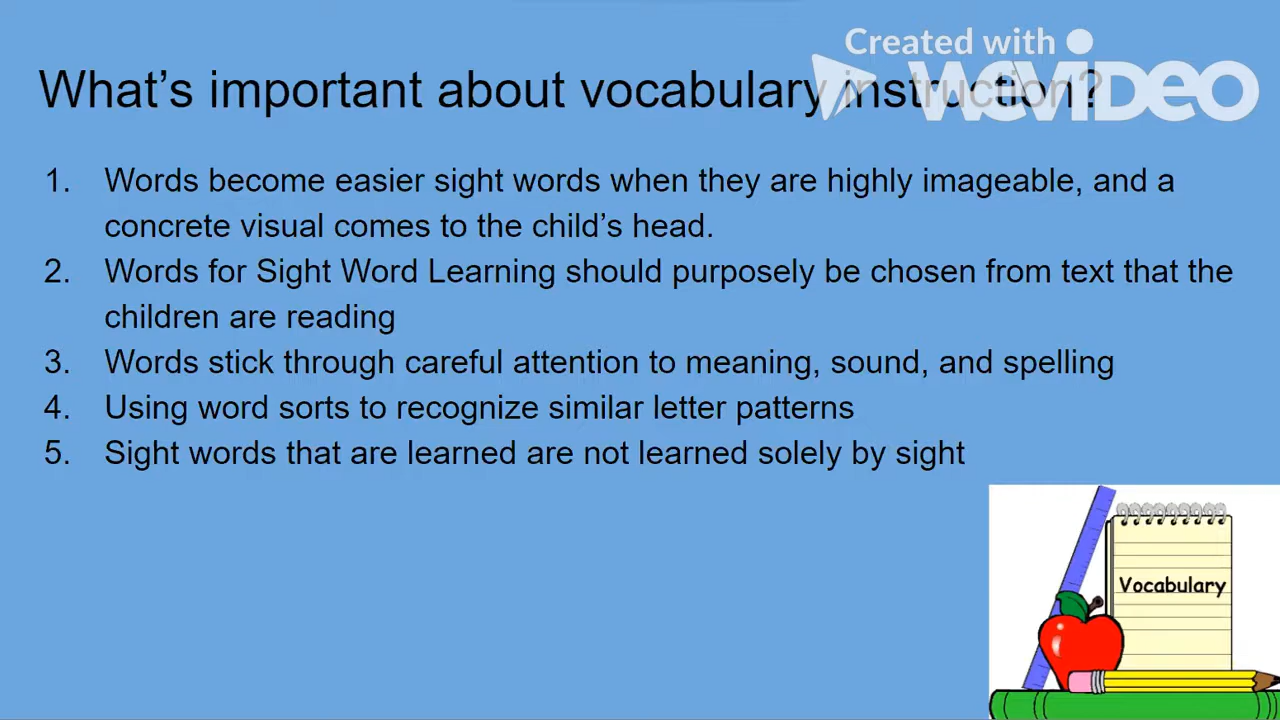 Created with
WEVIDEO
What's important about vocabulary instruction?
1. Words become easier sight words when they are highly imageable, and a
concrete visual comes to the child's head.
2. Words for Sight Word Learning should purposely be chosen from text that the
children are reading
3. Words stick through careful attention to meaning, sound, and spelling
4. Using word sorts to recognize similar letter patterns
5. Sight words that are learned are not learned solely by sight
Vocabulary